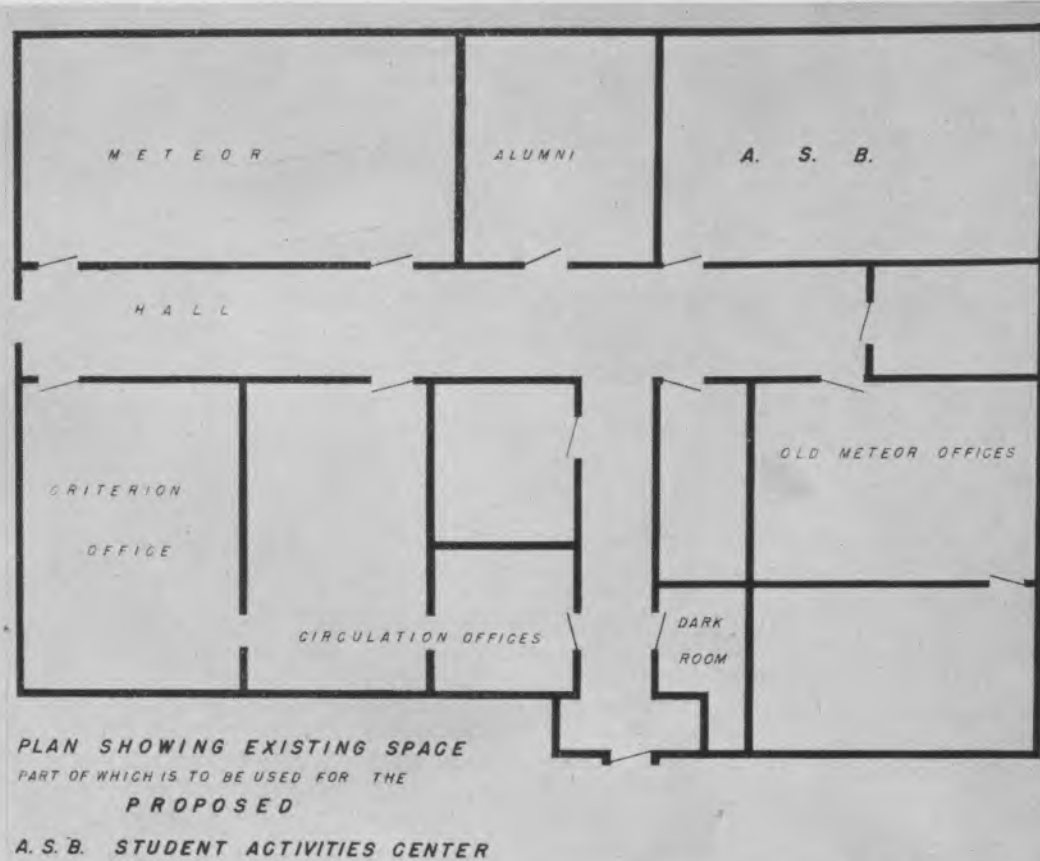 METEOR
ALUMNI
A. S. B.
HALL
CRITERION
OFFICE
OLD METEOR OFFICES
CIRCULATION OFFICES
DARK
ROOM
PLAN SHOWING EXISTING SPACE
PART OF WHICH IS TO BE USED FOR THE
PROPOSED
A. S. B. STUDENT ACTIVITIES CENTER